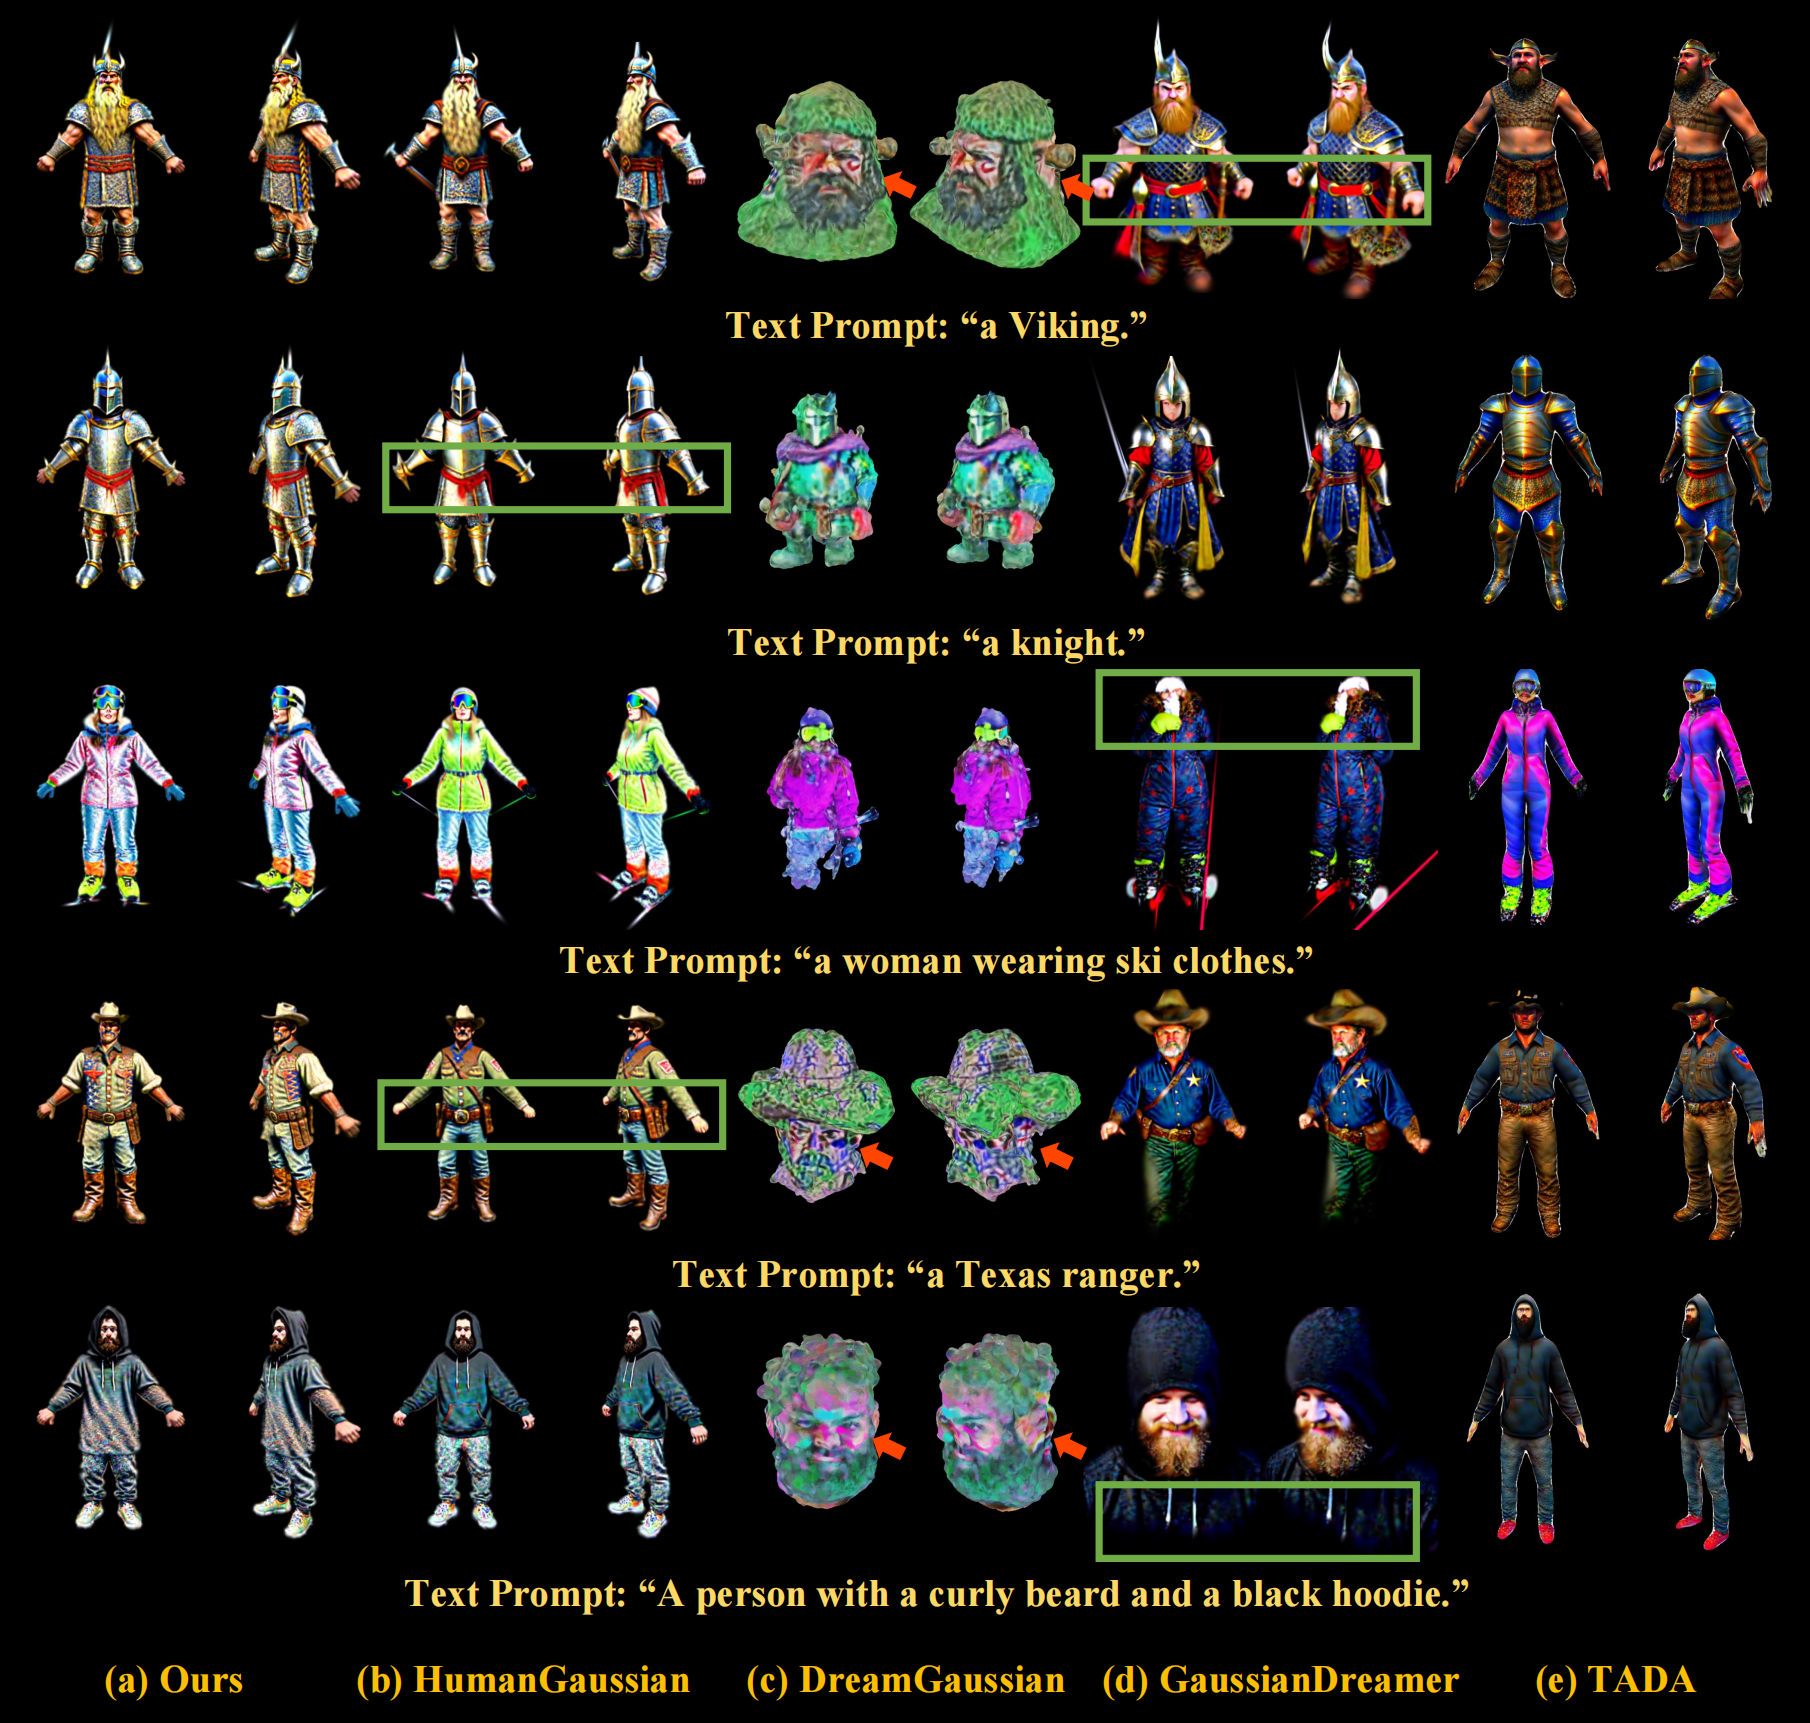 Text Prompt: “a Viking.”
Text Prompt: “a knight.”
Text Prompt: “a woman wearing ski clothes.”
Text Prompt: “a Texas ranger.”
Text Prompt: “A person with a curly beard and a black hoodie.”
(a) Ours (b) HumanGaussian (c) DreamGaussian (d) GaussianDreamer (e) TADA